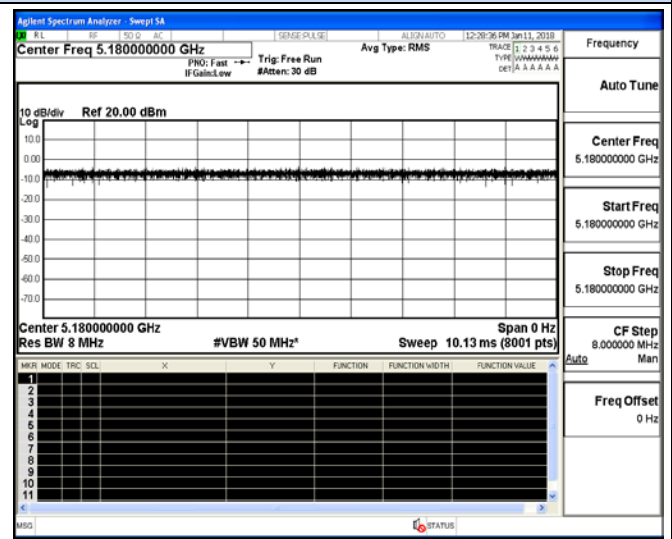 Agilent Spectrum Analyzer - Swept SA
RL RF 50 Ω AC SENSE:PULSE ALIGNAUTO 12:28:36 PM Jan 11, 2018
Center Freq 5.180000000 GHz
PNO: Fast
IFGain:Low
Trig: Free Run
#Atten: 30 dB
Avg Type: RMS
TRACE 1 2 3 4 5 6
TYPE
DET A A A A A A
10 dB/div Ref 20.00 dBm
Log
10.0
0.00
-10.0
-20.0
-30.0
-40.0
-50.0
-60.0
-70.0
Center 5.180000000 GHz Span 0 Hz
Res BW 8 MHz #VBW 50 MHz* Sweep 10.13 ms (8001 pts)
MKR MODE TRC SCL X Y FUNCTION FUNCTION WIDTH FUNCTION VALUE
1
2
3
4
5
6
7
8
9
10
11
MSG STATUS
Frequency
Auto Tune
Center Freq
5.180000000 GHz
Start Freq
5.180000000 GHz
Stop Freq
5.180000000 GHz
CF Step
8.000000 MHz
Auto Man
Freq Offset
0 Hz